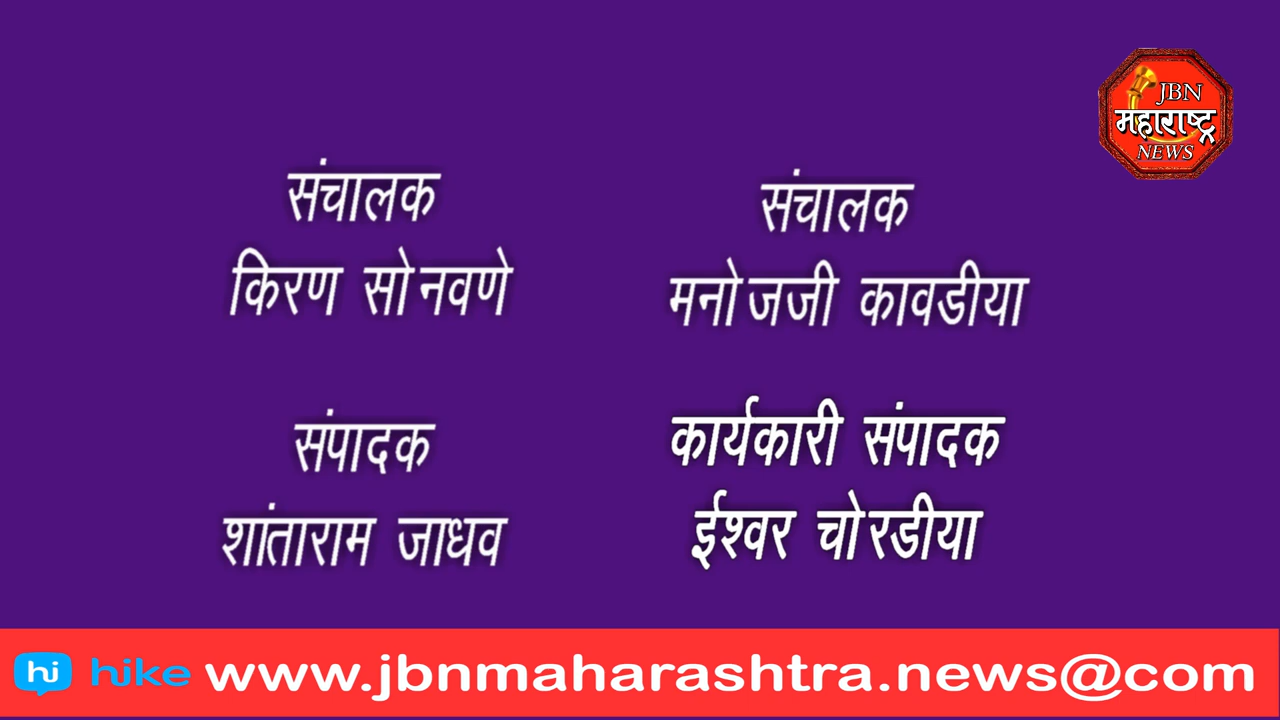 JBN
महाराष्ट्र
NEWS
संचालक
किरण सोनवणे
संचालक
मनोजजी कावडीया
संपादक
शांताराम जाधव
कार्यकारी संपादक
ईश्वर चोरडीया
hi hike www.jbnmaharashtra.news@com